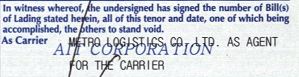 In witness whereof, the undersigned has signed the number of Bill(s)
of Lading stated herein, all of this tenor and date, one of which being
accomplished, the others to stand void.
As Carrier METRO LOGISTICS CO. LTD. AS AGENT
AIT CORPORATION
FOR THE CARRIER